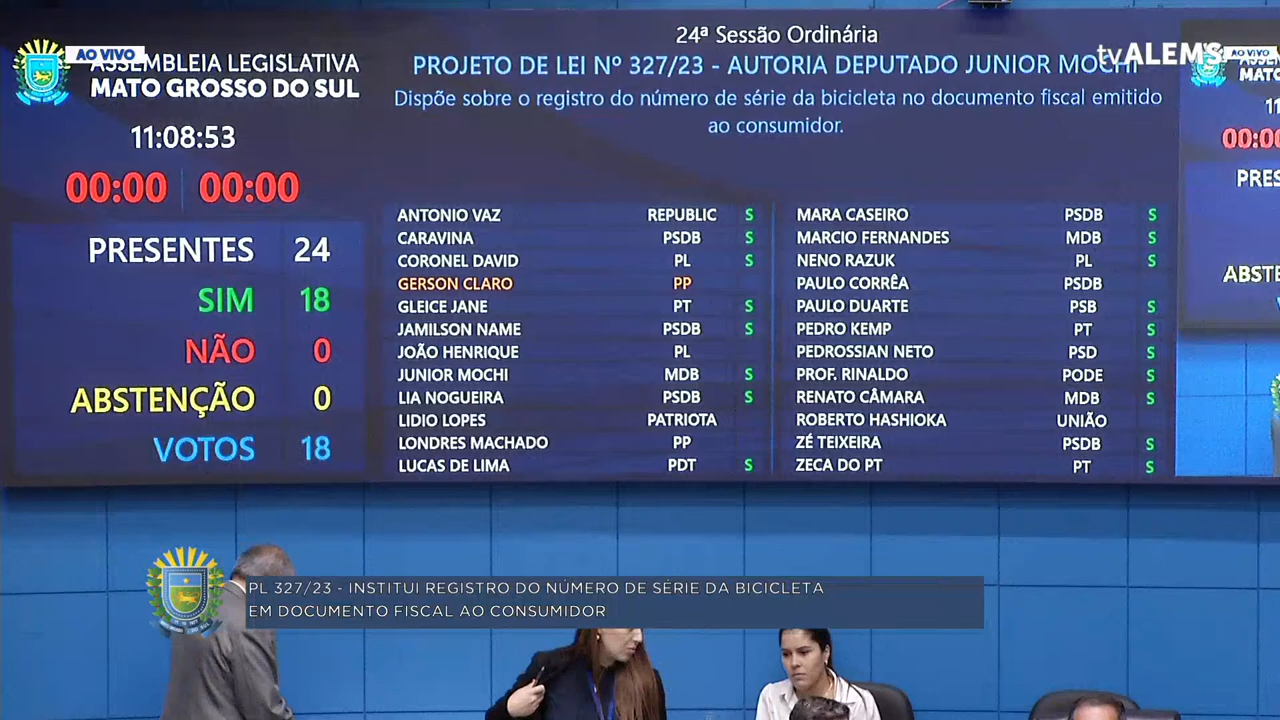 AO VIVO
ASSEMBLEIA LEGISLATIVA
MATO GROSSO DO SUL
11:08:53
00:00 00:00
PRESENTES 24
SIM 18
NÃO 0
ABSTENÇÃO 0
VOTOS 18
24ª Sessão Ordinária
PROJETO DE LEI Nº 327/23 - AUTORIA DEPUTADO JUNIOR MOCHI
Dispõe sobre o registro do número de série da bicicleta no documento fiscal emitido
ao consumidor.
ANTONIO VAZ REPUBLIC S
CARAVINA PSDB S
CORONEL DAVID PL S
GERSON CLARO PP
GLEICE JANE PT S
JAMILSON NAME PSDB S
JOÃO HENRIQUE PL
JUNIOR MOCHI MDB S
LIA NOGUEIRA PSDB S
LIDIO LOPES PATRIOTA
LONDRES MACHADO PP
LUCAS DE LIMA PDT S
MARA CASEIRO PSDB S
MARCIO FERNANDES MDB S
NENO RAZUK PL S
PAULO CORRÊA PSDB
PAULO DUARTE PSB S
PEDRO KEMP PT S
PEDROSSIAN NETO PSD S
PROF. RINALDO PODE S
RENATO CÂMARA MDB S
ROBERTO HASHIOKA UNIÃO
ZÉ TEIXEIRA PSDB S
ZECA DO PT PT S
tvALEMS
AO VIVO
MATO
11
00:0
PRES
ABSTE
PL 327/23 - INSTITUI REGISTRO DO NÚMERO DE SÉRIE DA BICICLETA
EM DOCUMENTO FISCAL AO CONSUMIDOR